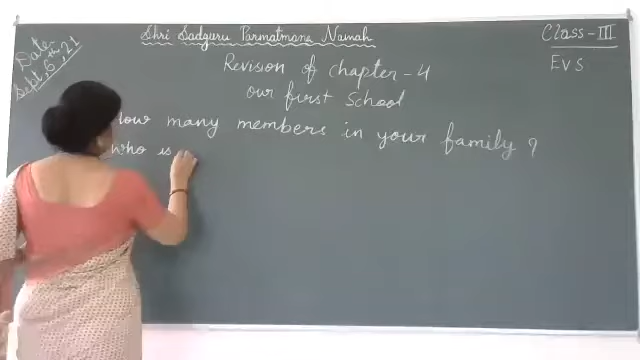 Shri Sadguru Parmatmane Namah
Class-III
EVS
Date-
Sept, 6th, 21
Revision of Chapter-4
our first School
How many members in your family ?
who is